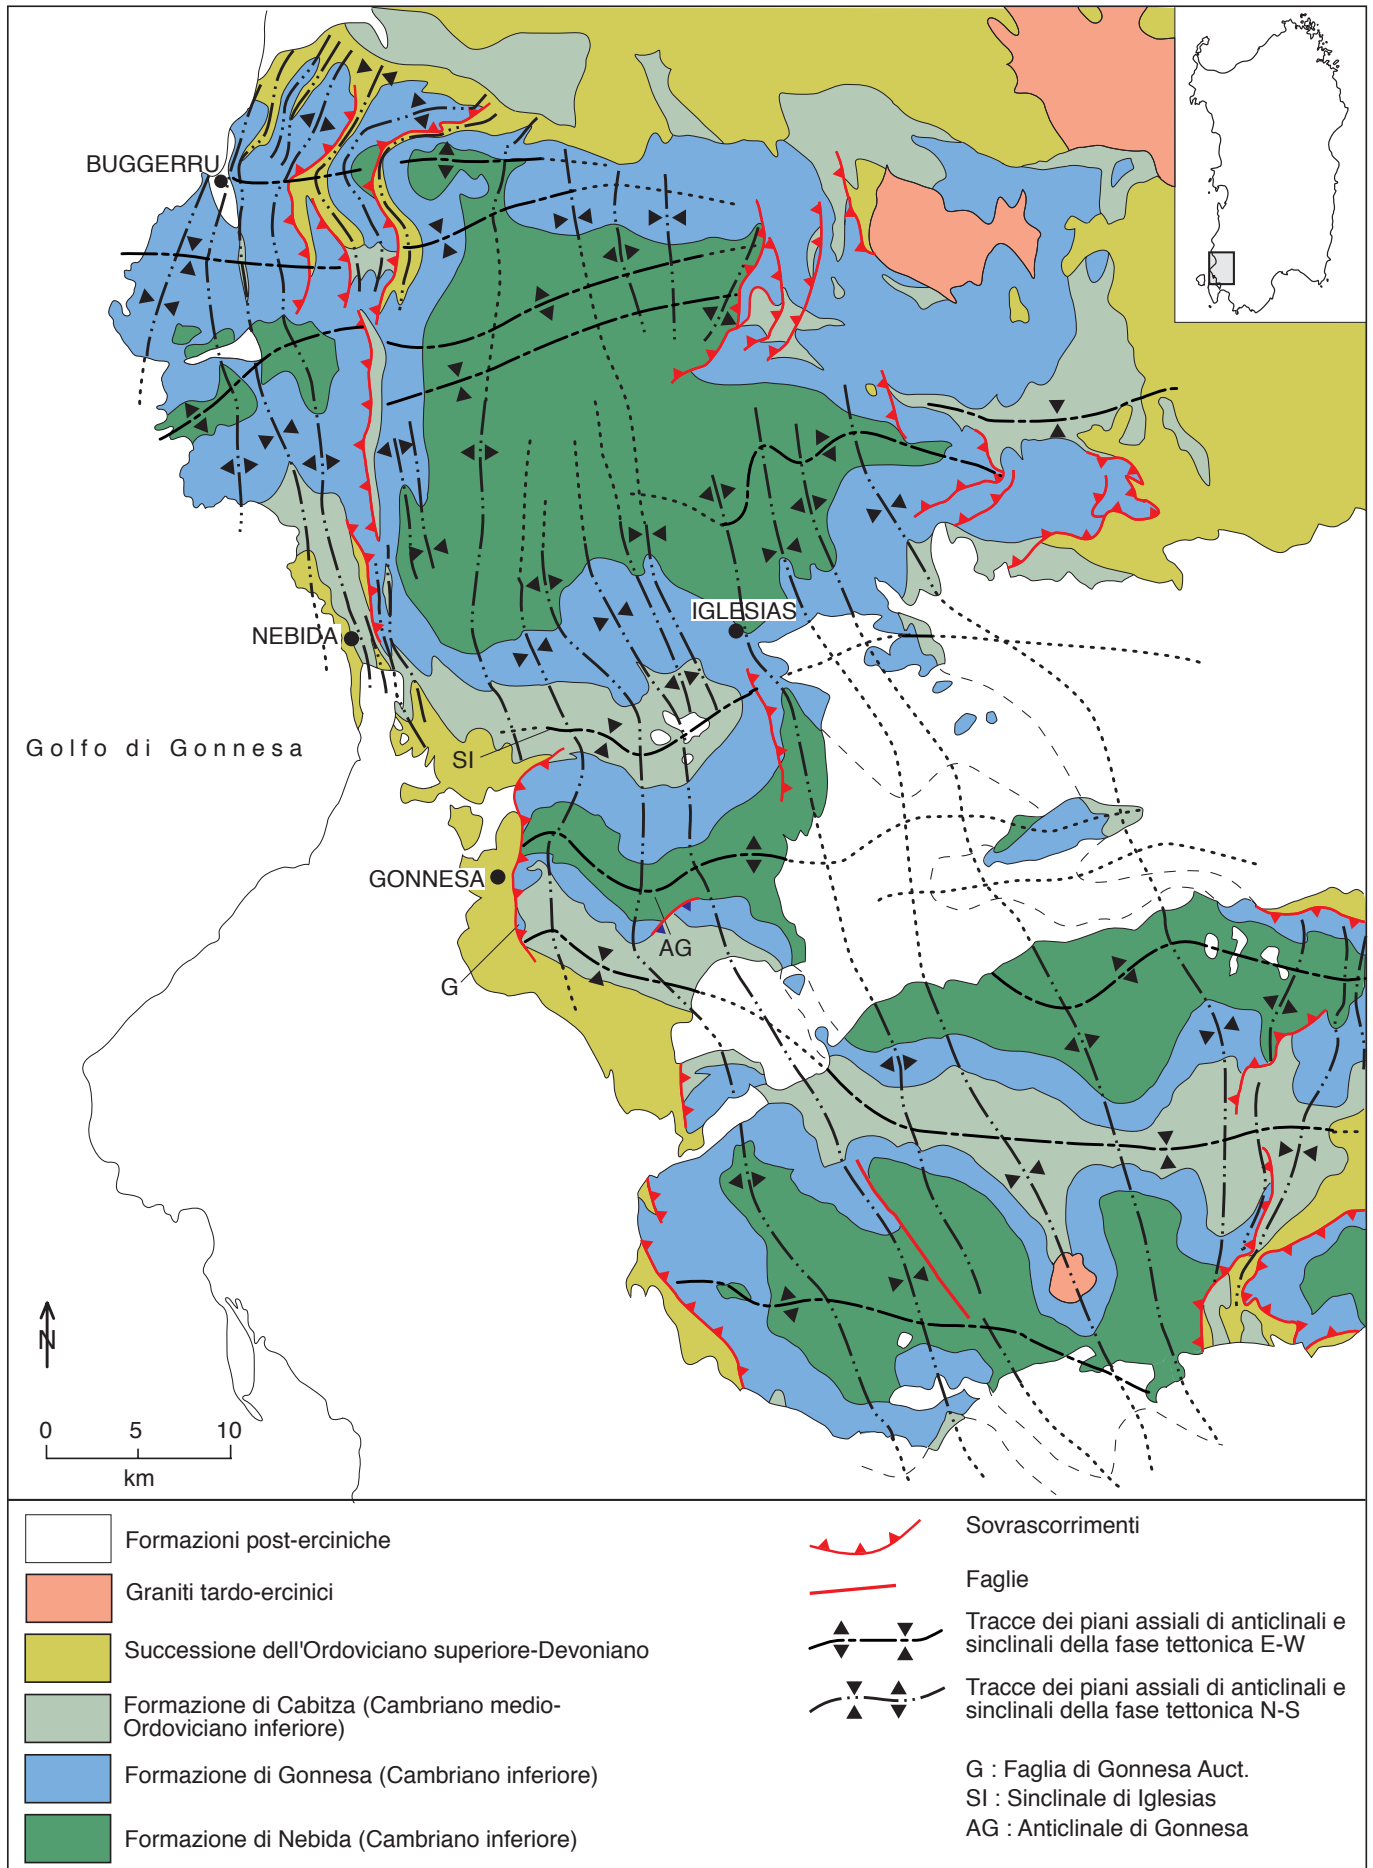 BUGGERRU
IGLESIAS
NEBIDA
Golfo di Gonnesa
SI
GONNESA
AG
G
N
0 5 10
km
Formazioni post-erciniche
Graniti tardo-ercinici
Successione dell'Ordoviciano superiore-Devoniano
Formazione di Cabitza (Cambriano medio-
Ordoviciano inferiore)
Formazione di Gonnesa (Cambriano inferiore)
Formazione di Nebida (Cambriano inferiore)
Sovrascorrimenti
Faglie
Tracce dei piani assiali di anticlinali e
sinclinali della fase tettonica E-W
Tracce dei piani assiali di anticlinali e
sinclinali della fase tettonica N-S
G : Faglia di Gonnesa Auct.
SI : Sinclinale di Iglesias
AG : Anticlinale di Gonnesa